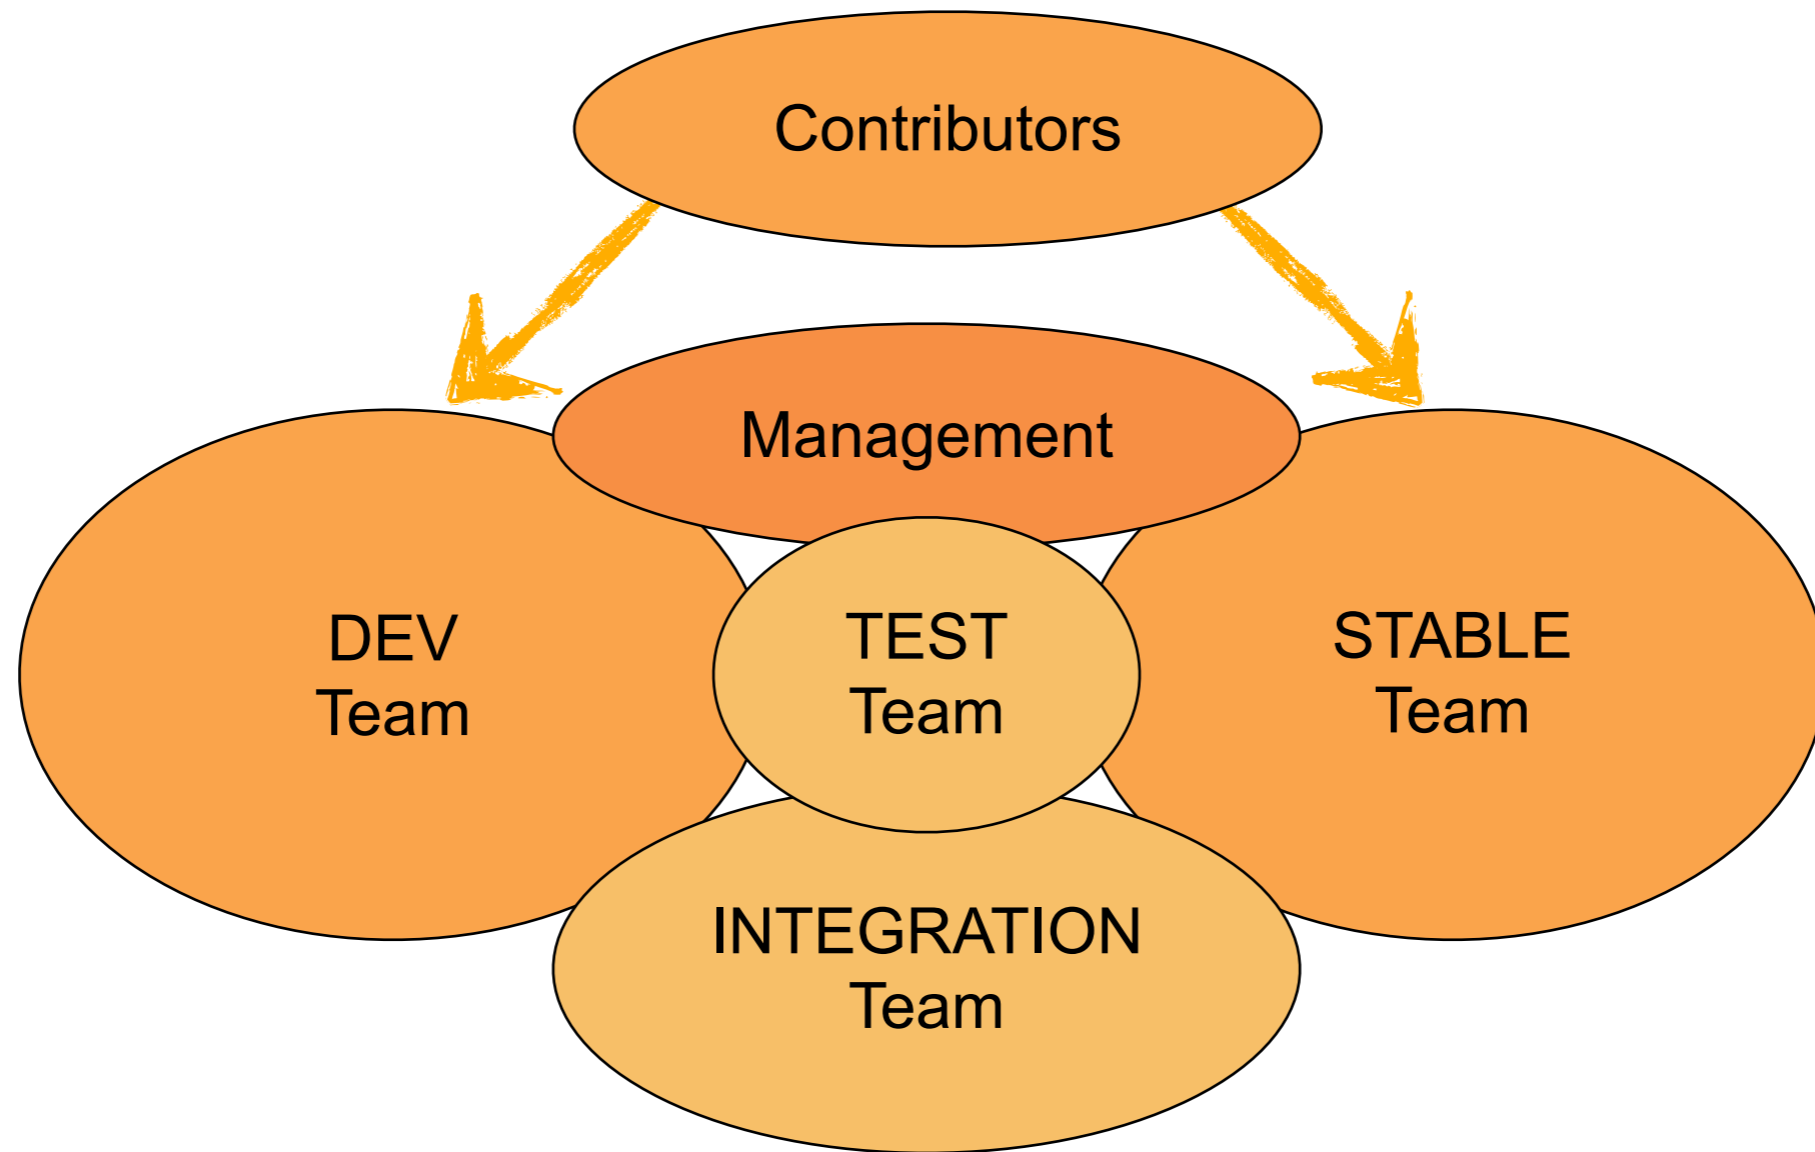 Contributors
Management
DEV
Team
TEST
Team
STABLE
Team
INTEGRATION
Team